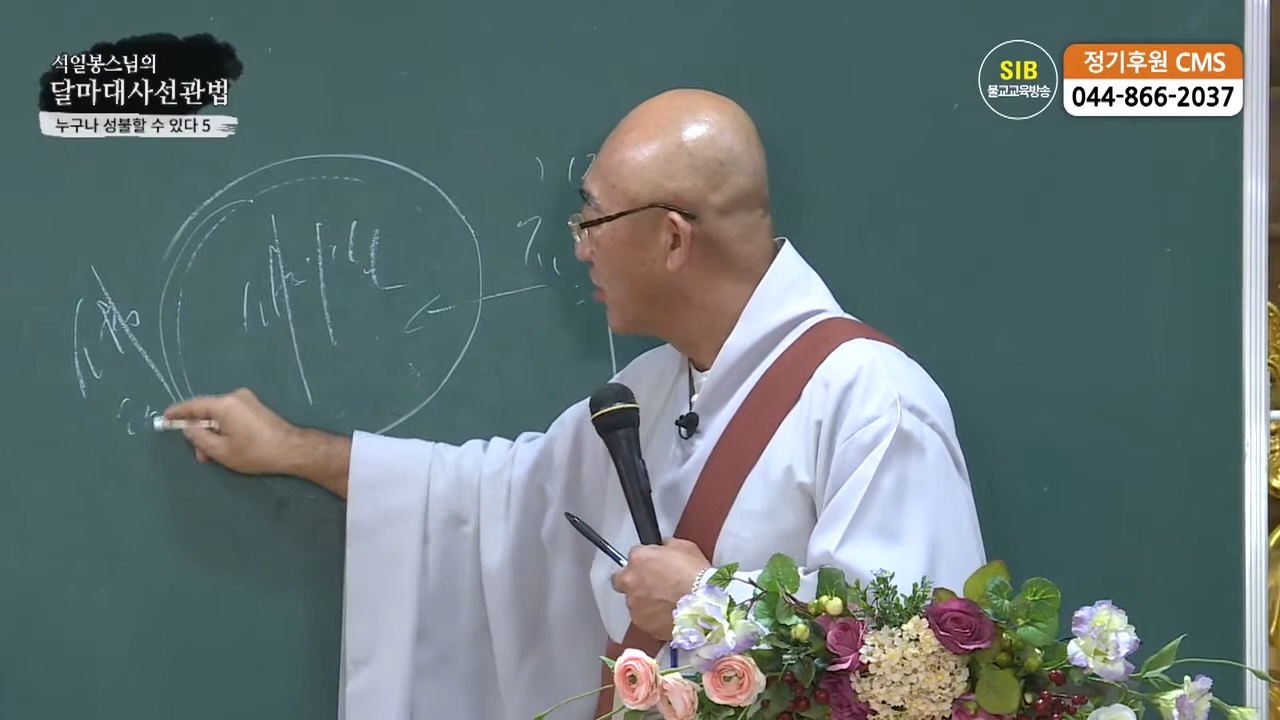 석일봉스님의
달마대사선관법
누구나 성불할 수 있다 5
SIB
불교교육방송
정기후원 CMS
044-866-2037